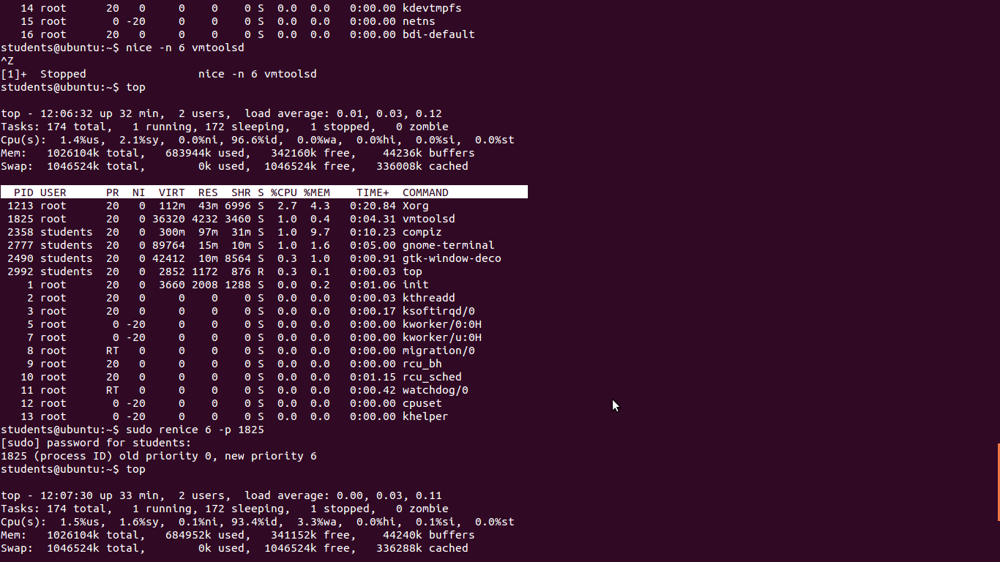 14 root      20   0     0    0    0 S  0.0  0.0   0:00.00 kdevtmpfs
   15 root       0 -20     0    0    0 S  0.0  0.0   0:00.00 netns
   16 root      20   0     0    0    0 S  0.0  0.0   0:00.00 bdi-default
students@ubuntu:~$ nice -n 6 vmtoolsd
^Z
[1]+  Stopped                 nice -n 6 vmtoolsd
students@ubuntu:~$ top

top - 12:06:32 up 32 min,  2 users,  load average: 0.01, 0.03, 0.12
Tasks: 174 total,   1 running, 172 sleeping,   1 stopped,   0 zombie
Cpu(s):  1.4%us,  2.1%sy,  0.0%ni, 96.6%id,  0.0%wa,  0.0%hi,  0.0%si,  0.0%st
Mem:   1026104k total,   683944k used,   342160k free,    44236k buffers
Swap:  1046524k total,        0k used,  1046524k free,   336008k cached

  PID USER      PR  NI  VIRT  RES  SHR S %CPU %MEM    TIME+  COMMAND
 1213 root      20   0  112m  43m 6996 S  2.7  4.3   0:20.84 Xorg
 1825 root      20   0 36320 4232 3460 S  1.0  0.4   0:04.31 vmtoolsd
 2358 students  20   0  300m  97m  31m S  1.0  9.7   0:10.23 compiz
 2777 students  20   0 89764  15m  10m S  1.0  1.6   0:05.00 gnome-terminal
 2490 students  20   0 42412  10m 8564 S  0.3  1.0   0:00.91 gtk-window-deco
 2992 students  20   0  2852 1172  876 R  0.3  0.1   0:00.03 top
    1 root      20   0  3660 2008 1288 S  0.0  0.2   0:01.06 init
    2 root      20   0     0    0    0 S  0.0  0.0   0:00.03 kthreadd
    3 root      20   0     0    0    0 S  0.0  0.0   0:00.17 ksoftirqd/0
    5 root       0 -20     0    0    0 S  0.0  0.0   0:00.00 kworker/0:0H
    7 root       0 -20     0    0    0 S  0.0  0.0   0:00.00 kworker/u:0H
    8 root      RT   0     0    0    0 S  0.0  0.0   0:00.00 migration/0
    9 root      20   0     0    0    0 S  0.0  0.0   0:00.00 rcu_bh
   10 root      20   0     0    0    0 S  0.0  0.0   0:01.15 rcu_sched
   11 root      RT   0     0    0    0 S  0.0  0.0   0:00.42 watchdog/0
   12 root       0 -20     0    0    0 S  0.0  0.0   0:00.00 cpuset
   13 root       0 -20     0    0    0 S  0.0  0.0   0:00.00 khelper
students@ubuntu:~$ sudo renice 6 -p 1825
[sudo] password for students:
1825 (process ID) old priority 0, new priority 6
students@ubuntu:~$ top

top - 12:07:30 up 33 min,  2 users,  load average: 0.00, 0.03, 0.11
Tasks: 174 total,   1 running, 172 sleeping,   1 stopped,   0 zombie
Cpu(s):  1.5%us,  1.6%sy,  0.1%ni, 93.4%id,  3.3%wa,  0.0%hi,  0.1%si,  0.0%st
Mem:   1026104k total,   684952k used,   341152k free,    44240k buffers
Swap:  1046524k total,        0k used,  1046524k free,   336288k cached